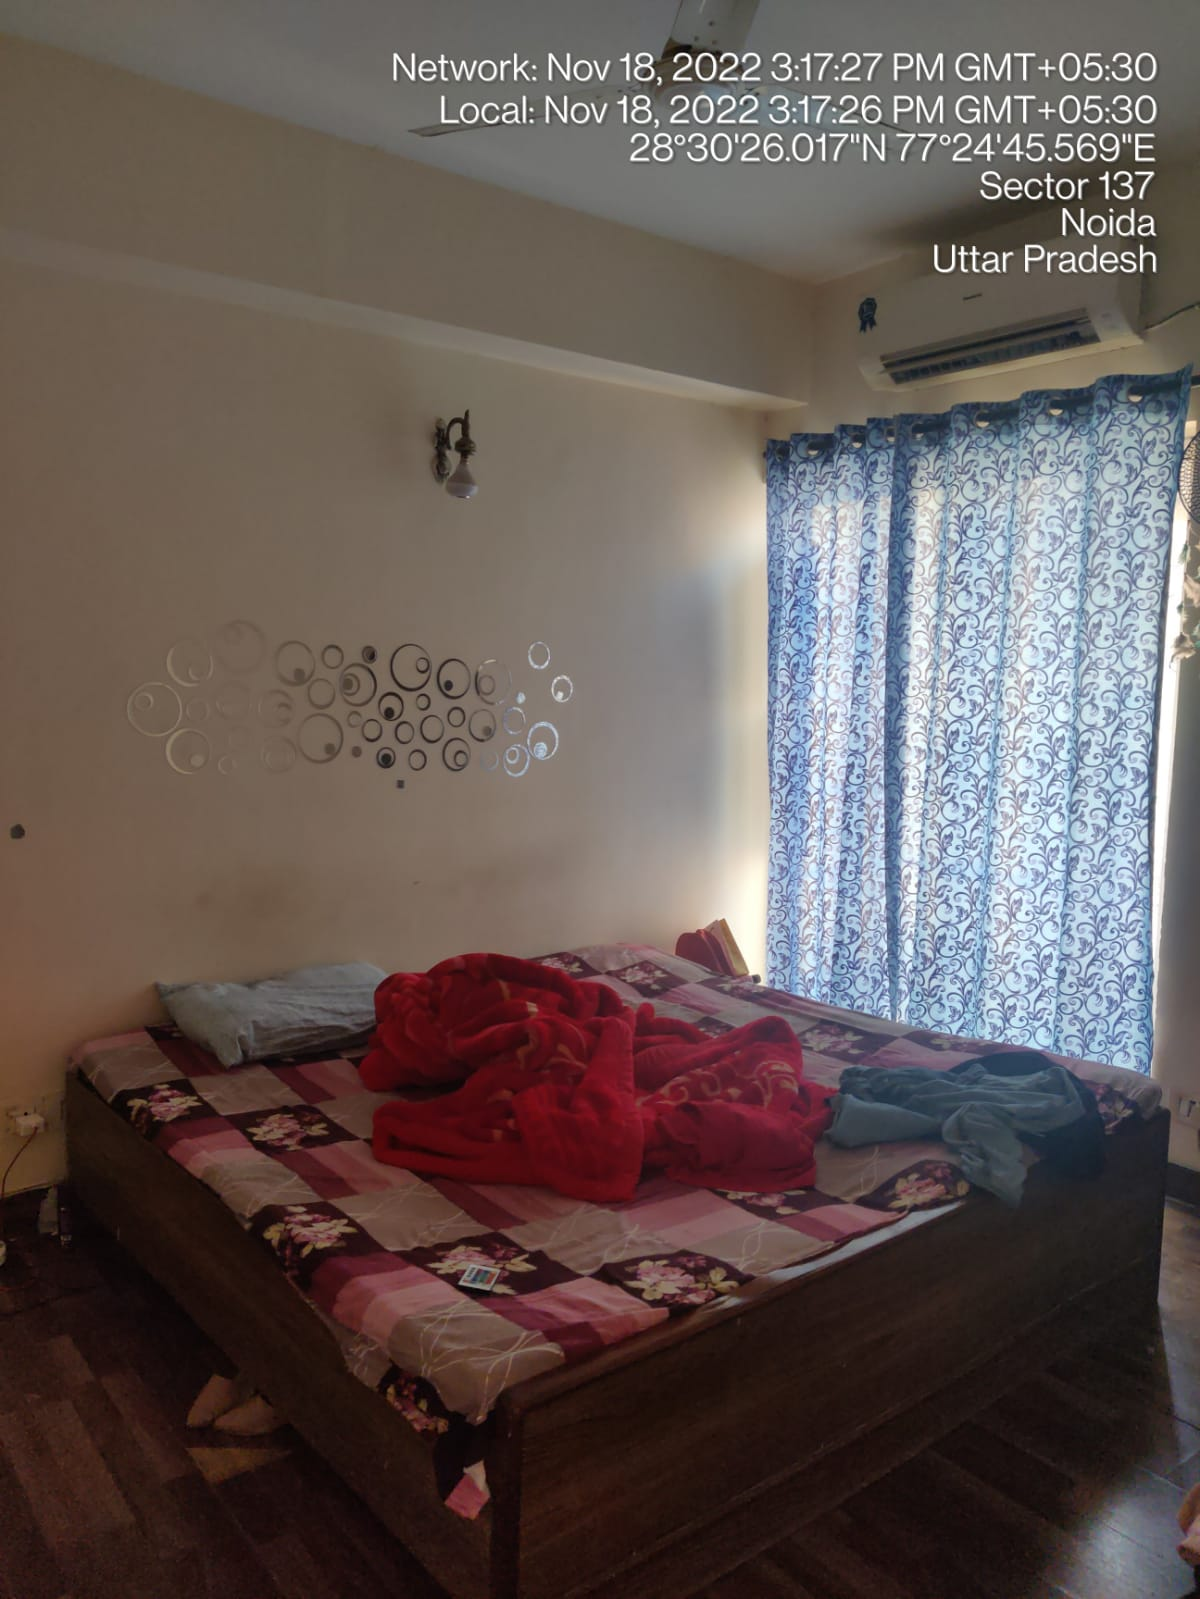 Network: Nov 18, 2022 3:17:27 PM GMT+05:30
Local: Nov 18, 2022 3:17:26 PM GMT+05:30
28°30'26.017"N 77°24'45.569"E
Sector 137
Noida
Uttar Pradesh